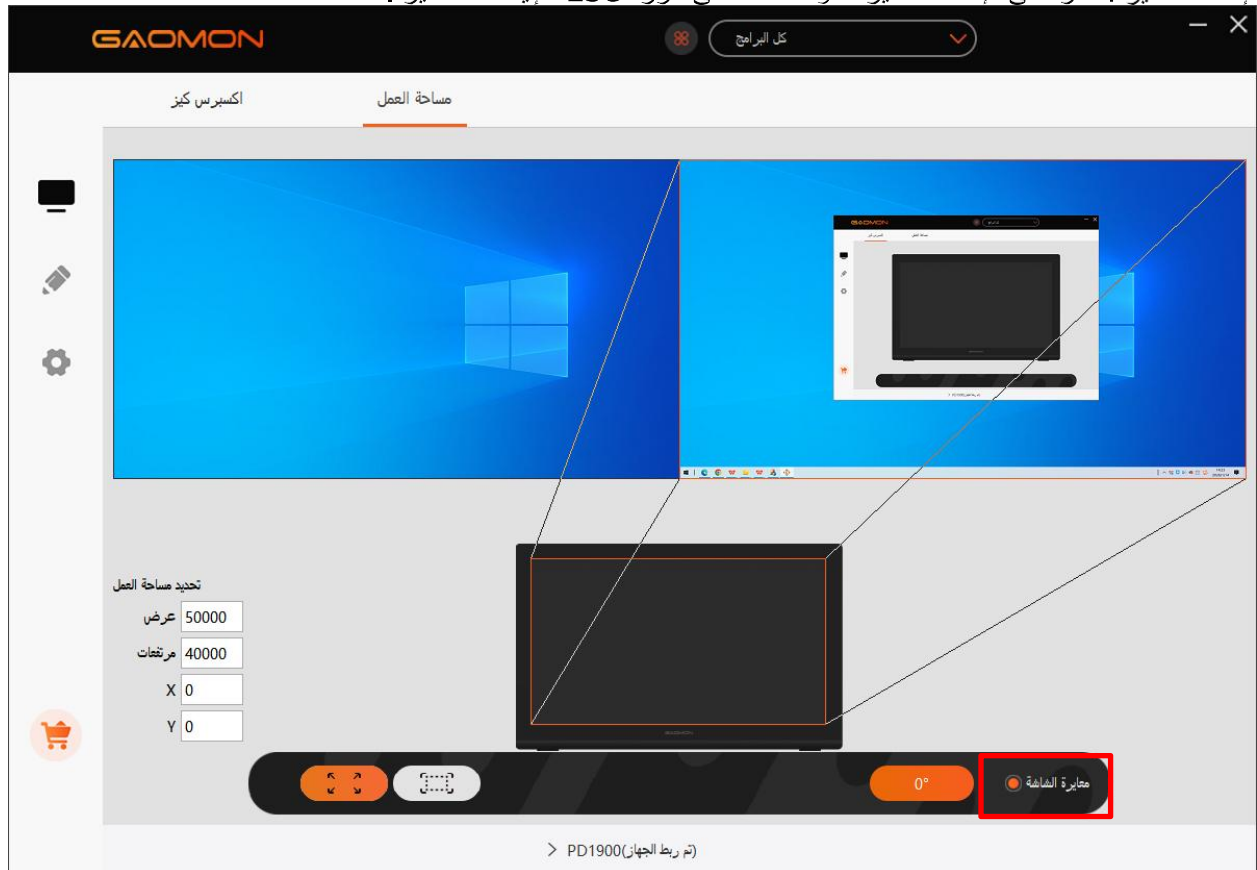 GAOMON
كل البرامج
اكسبرس كيز
مساحة العمل
تحديد مساحة العمل
عرض 50000
مرتفعات 40000
X 0
Y 0
GAOMON
0°
معايرة الشاشة
PD1900(تم ربط الجهاز)